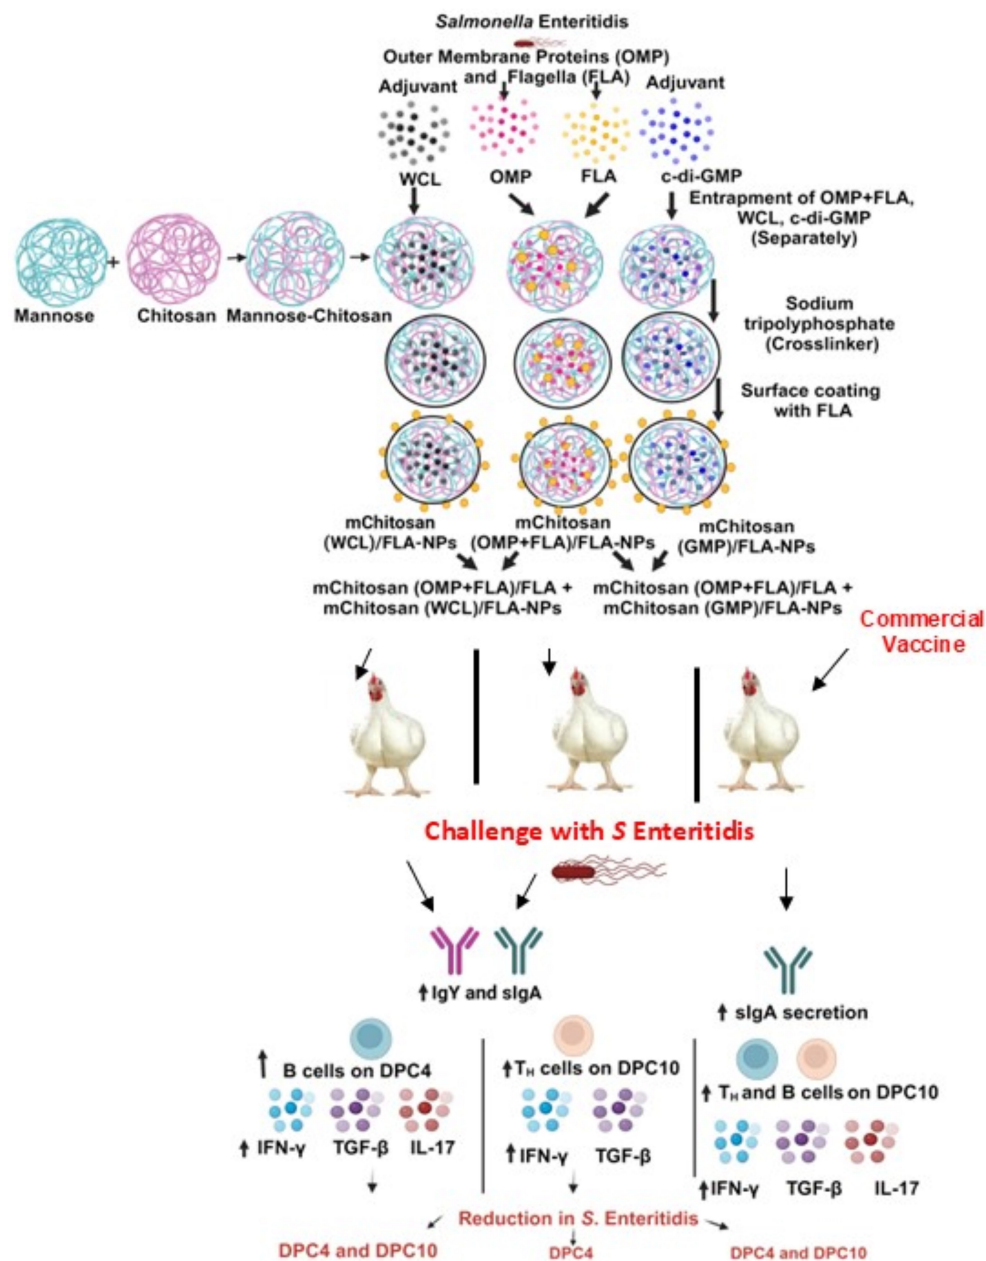 Salmonella Enteritidis
Outer Membrane Proteins (OMP)
and Flagella (FLA)
Adjuvant
Adjuvant
WCL
OMP
FLA
c-di-GMP
Entrapment of OMP+FLA,
WCL, c-di-GMP
(Separately)
+
Mannose
Chitosan
Mannose-Chitosan
Sodium
tripolyphosphate
(Crosslinker)
Surface coating
with FLA
mChitosan
(WCL)/FLA-NPs
mChitosan
(OMP+FLA)/FLA-NPs
mChitosan
(GMP)/FLA-NPs
mChitosan (OMP+FLA)/FLA +
mChitosan (WCL)/FLA-NPs
mChitosan (OMP+FLA)/FLA +
mChitosan (GMP)/FLA-NPs
Commercial
Vaccine
Challenge with S Enteritidis
↑IgY and sIgA
↑ sIgA secretion
↑ B cells on DPC4
↑TH cells on DPC10
↑ TH and B cells on DPC10
↑ IFN-γ TGF-β IL-17
↑IFN-γ TGF-β
↑IFN-γ TGF-β IL-17
Reduction in S. Enteritidis
DPC4 and DPC10
DPC4
DPC4 and DPC10